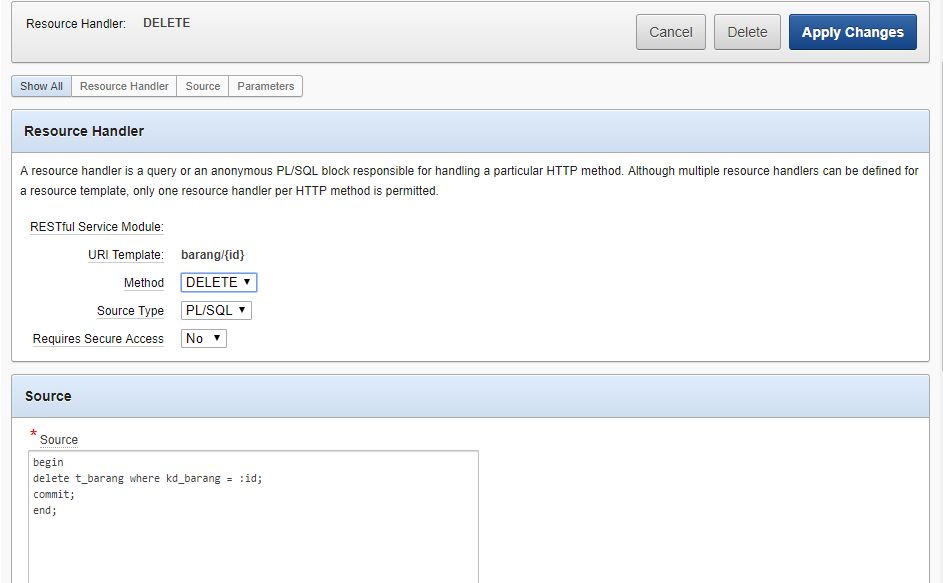 Resource Handler: DELETE
Cancel
Delete
Apply Changes
Show All
Resource Handler
Source
Parameters
Resource Handler
A resource handler is a query or an anonymous PL/SQL block responsible for handling a particular HTTP method. Although multiple resource handlers can be defined for
a resource template, only one resource handler per HTTP method is permitted.
RESTful Service Module:
URI Template: barang/{id}
Method DELETE
Source Type PL/SQL
Requires Secure Access No
Source
* Source
begin
delete t_barang where kd_barang = :id;
commit;
end;